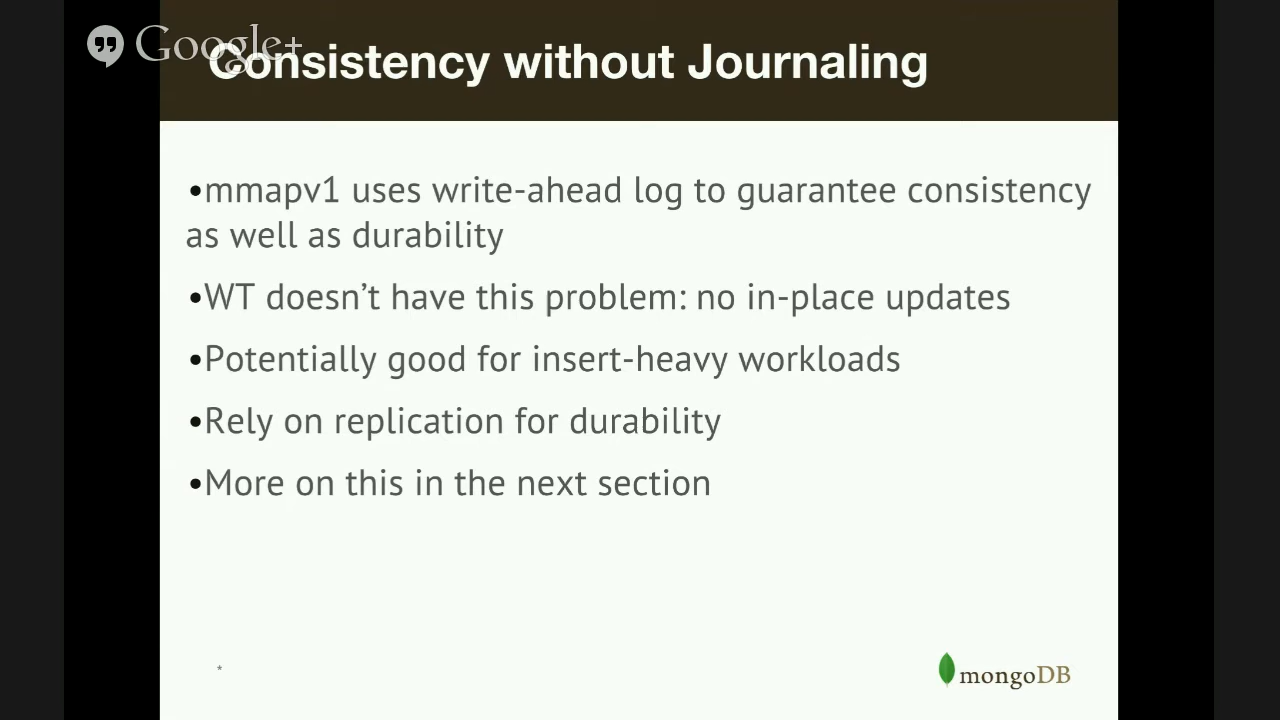 Google+
Consistency without Journaling
•mmapv1 uses write-ahead log to guarantee consistency
as well as durability
•WT doesn’t have this problem: no in-place updates
•Potentially good for insert-heavy workloads
•Rely on replication for durability
•More on this in the next section
*
mongoDB